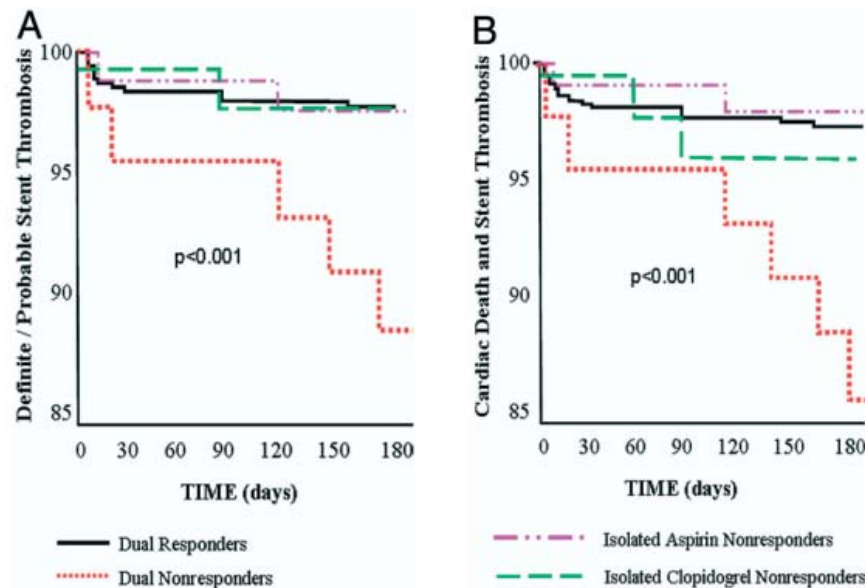 A
Definite / Probable Stent Thrombosis
100
95
90
85
p<0.001
0 30 60 90 120 150 180
TIME (days)
B
Cardiac Death and Stent Thrombosis
100
95
90
85
p<0.001
0 30 60 90 120 150 180
TIME (days)
Dual Responders
Dual Nonresponders
Isolated Aspirin Nonresponders
Isolated Clopidogrel Nonresponders